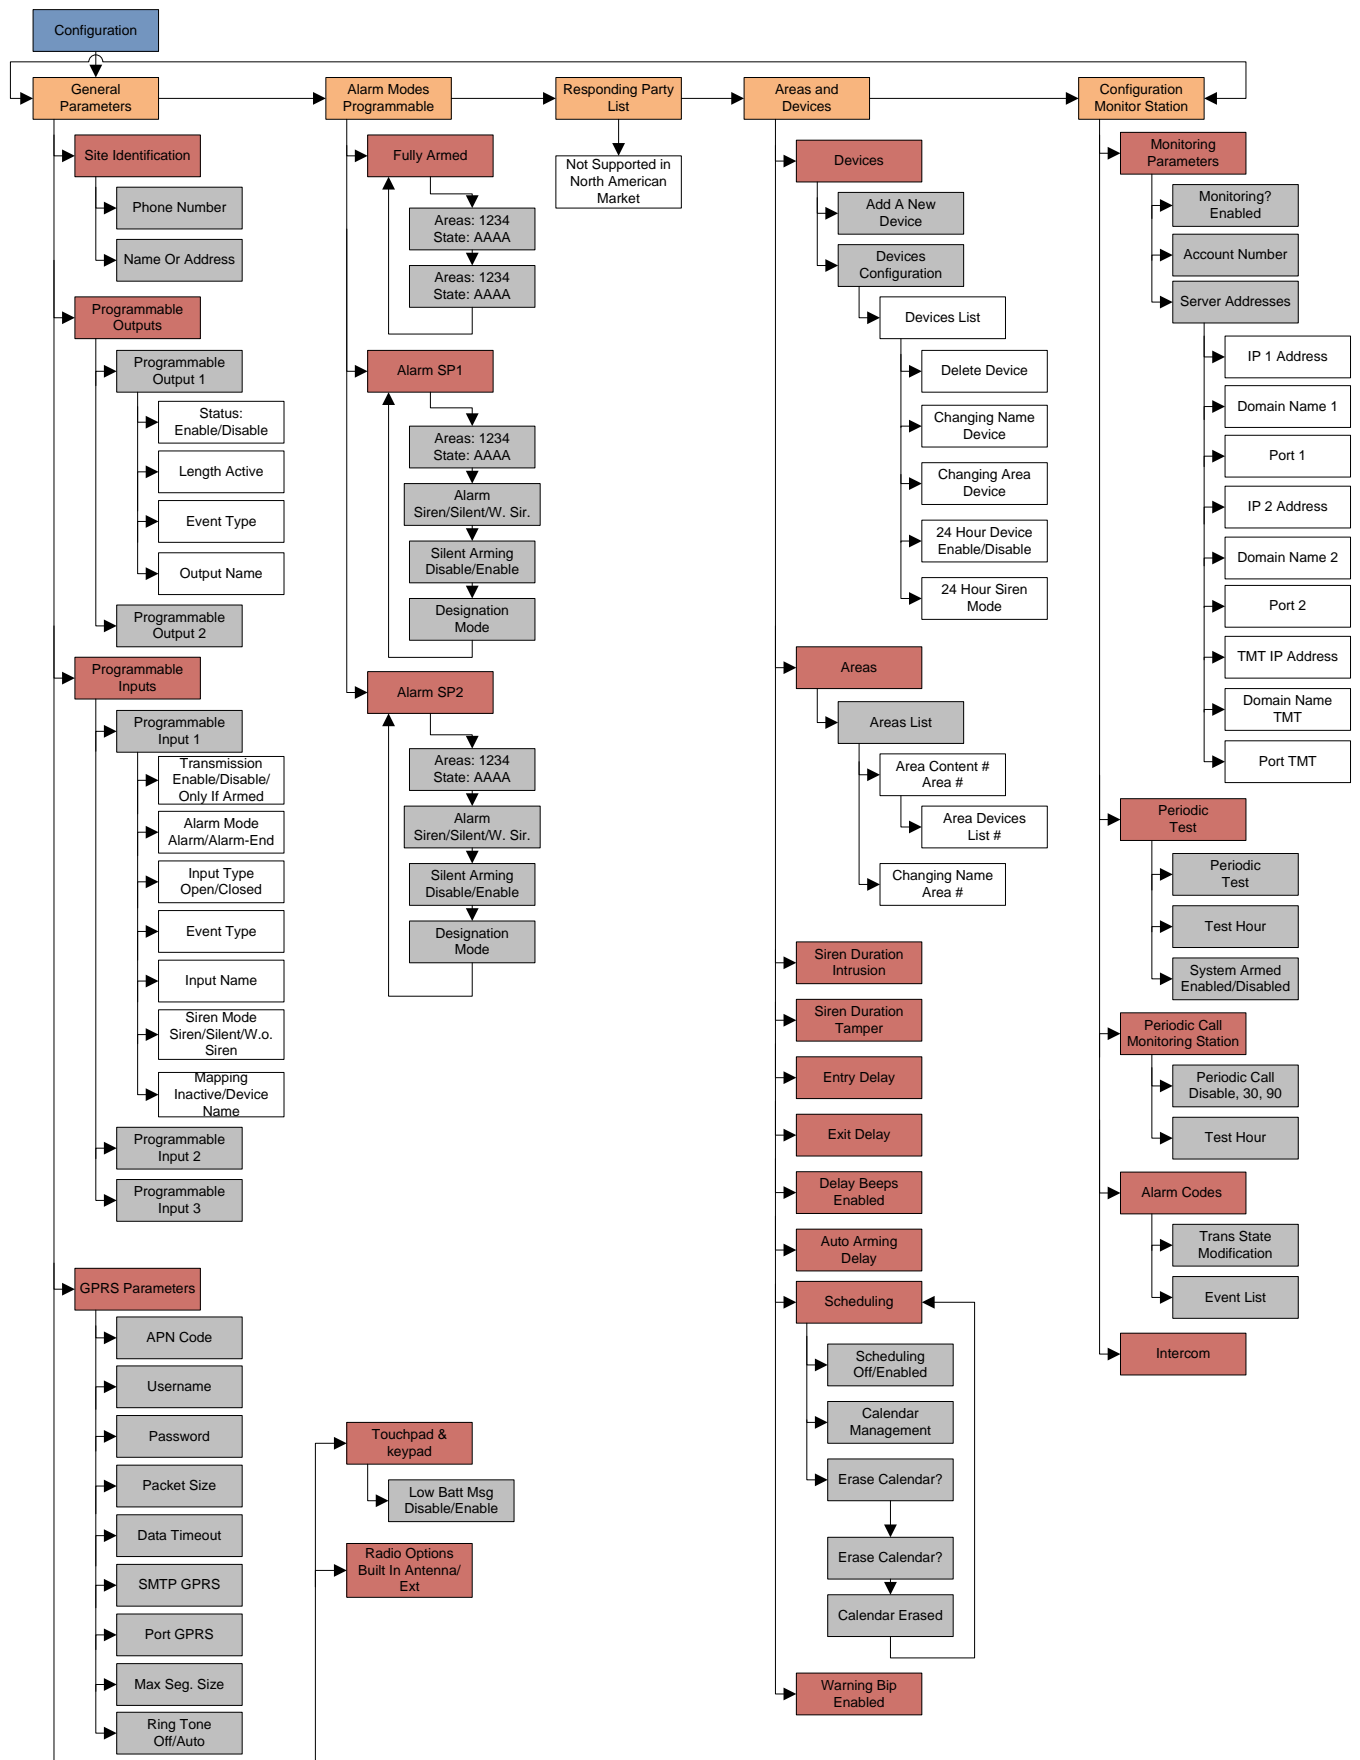 Configuration
General
Parameters
Site Identification
Phone Number
Name Or Address
Programmable
Outputs
Programmable
Output 1
Status:
Enable/Disable
Length Active
Event Type
Output Name
Programmable
Output 2
Programmable
Inputs
Programmable
Input 1
Transmission
Enable/Disable/
Only If Armed
Alarm Mode
Alarm/Alarm-End
Input Type
Open/Closed
Event Type
Input Name
Siren Mode
Siren/Silent/W.o.
Siren
Mapping
Inactive/Device
Name
Programmable
Input 2
Programmable
Input 3
GPRS Parameters
APN Code
Username
Password
Packet Size
Data Timeout
SMTP GPRS
Port GPRS
Max Seg. Size
Ring Tone
Off/Auto
Touchpad &
keypad
Low Batt Msg
Disable/Enable
Radio Options
Built In Antenna/
Ext
Alarm Modes
Programmable
Fully Armed
Areas: 1234
State: AAAA
Areas: 1234
State: AAAA
Alarm SP1
Areas: 1234
State: AAAA
Alarm
Siren/Silent/W. Sir.
Silent Arming
Disable/Enable
Designation
Mode
Alarm SP2
Areas: 1234
State: AAAA
Alarm
Siren/Silent/W. Sir.
Silent Arming
Disable/Enable
Designation
Mode
Responding Party
List
Not Supported in
North American
Market
Areas and
Devices
Devices
Add A New
Device
Devices
Configuration
Devices List
Delete Device
Changing Name
Device
Changing Area
Device
24 Hour Device
Enable/Disable
24 Hour Siren
Mode
Areas
Areas List
Area Content #
Area #
Area Devices
List #
Changing Name
Area #
Siren Duration
Intrusion
Siren Duration
Tamper
Entry Delay
Exit Delay
Delay Beeps
Enabled
Auto Arming
Delay
Scheduling
Scheduling
Off/Enabled
Calendar
Management
Erase Calendar?
Erase Calendar?
Calendar Erased
Warning Bip
Enabled
Configuration
Monitor Station
Monitoring
Parameters
Monitoring?
Enabled
Account Number
Server Addresses
IP 1 Address
Domain Name 1
Port 1
IP 2 Address
Domain Name 2
Port 2
TMT IP Address
Domain Name
TMT
Port TMT
Periodic
Test
Periodic
Test
Test Hour
System Armed
Enabled/Disabled
Periodic Call
Monitoring Station
Periodic Call
Disable, 30, 90
Test Hour
Alarm Codes
Trans State
Modification
Event List
Intercom